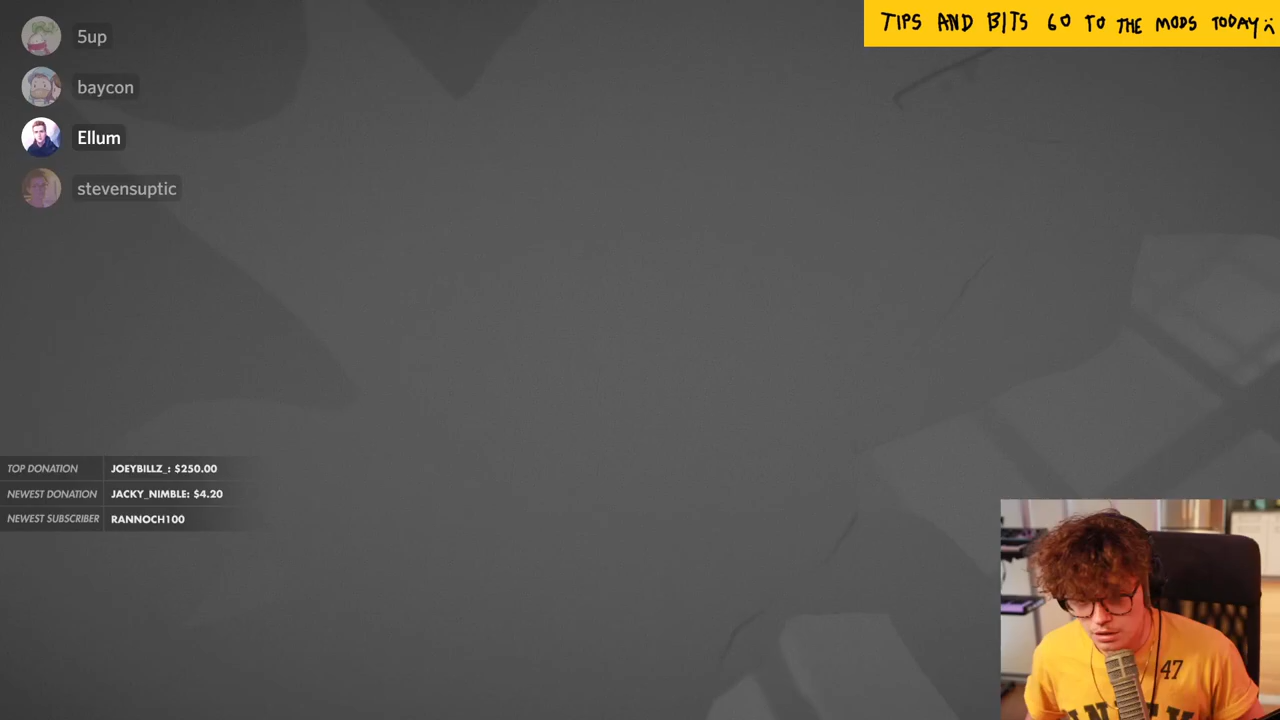 TIPS AND BITS GO TO THE MODS TODAY
5up
baycon
Ellum
stevensuptic
TOP DONATION JOEYBILLZ_: $250.00
NEWEST DONATION JACKY_NIMBLE: $4.20
NEWEST SUBSCRIBER RANNOCH100
47